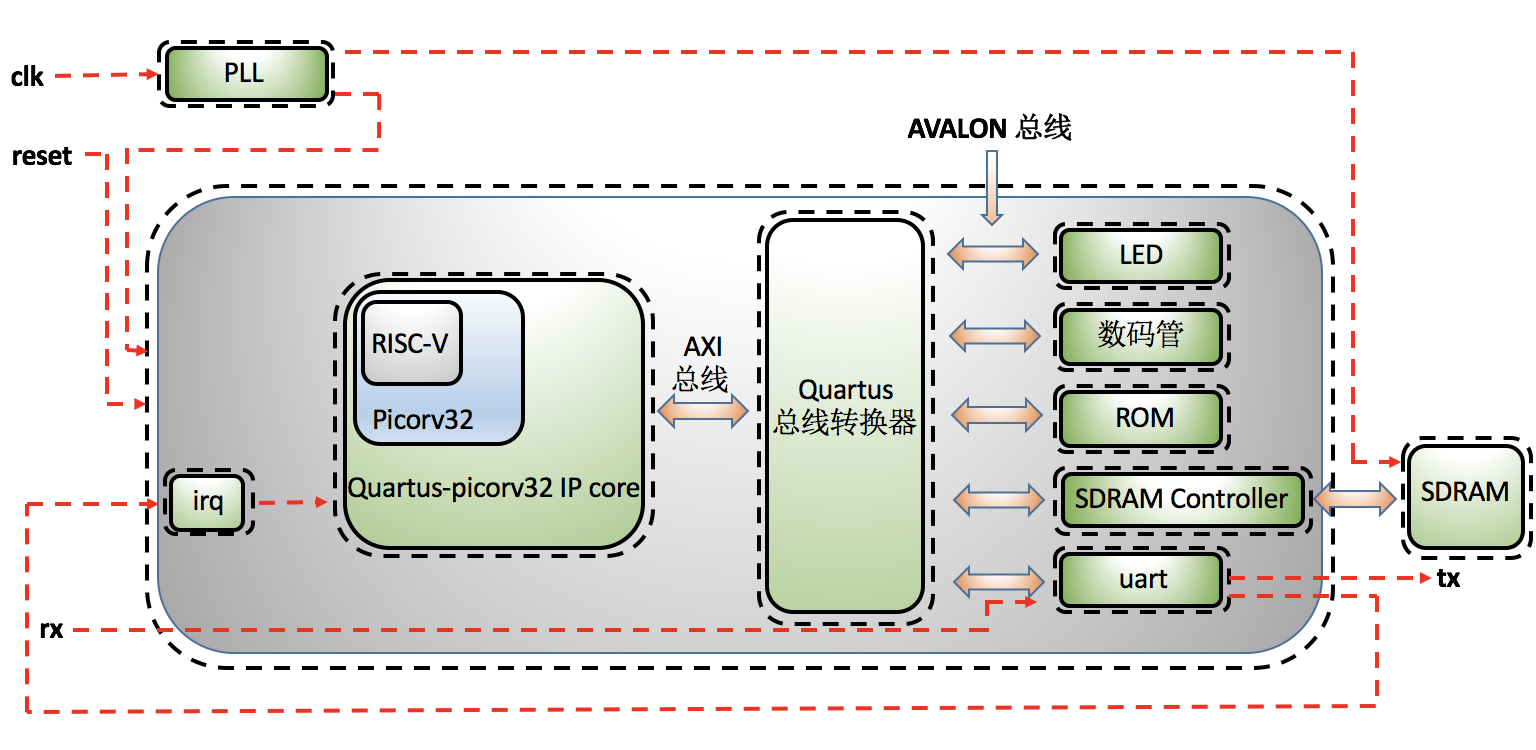 PLL
clk
AVALON 总线
reset
LED
数码管
RISC-V
AXI
总线
Quartus
总线转换器
Picorv32
ROM
Quartus-picorv32 IP core
irq
SDRAM Controller
SDRAM
uart
tx
rx